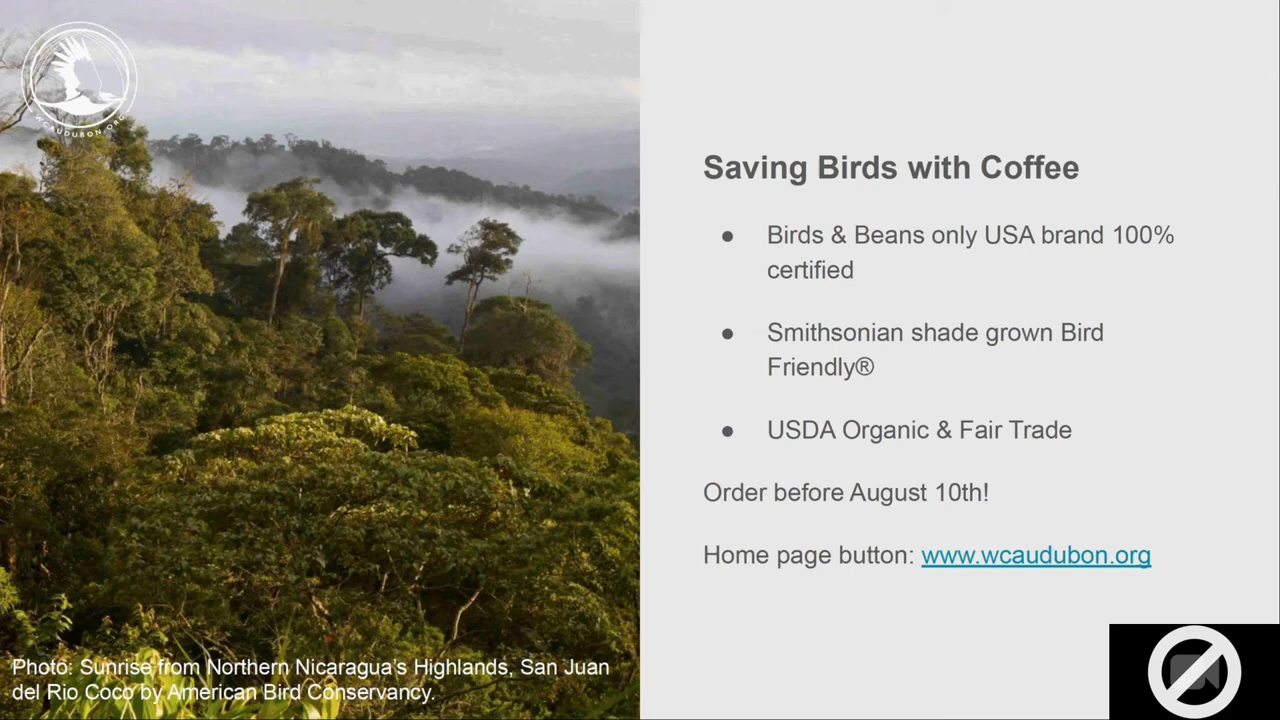 WCAUDUBON.ORG
Saving Birds with Coffee
● Birds & Beans only USA brand 100%
certified
● Smithsonian shade grown Bird
Friendly®
● USDA Organic & Fair Trade
Order before August 10th!
Home page button: www.wcaudubon.org
Photo: Sunrise from Northern Nicaragua’s Highlands, San Juan
del Rio Coco by American Bird Conservancy.